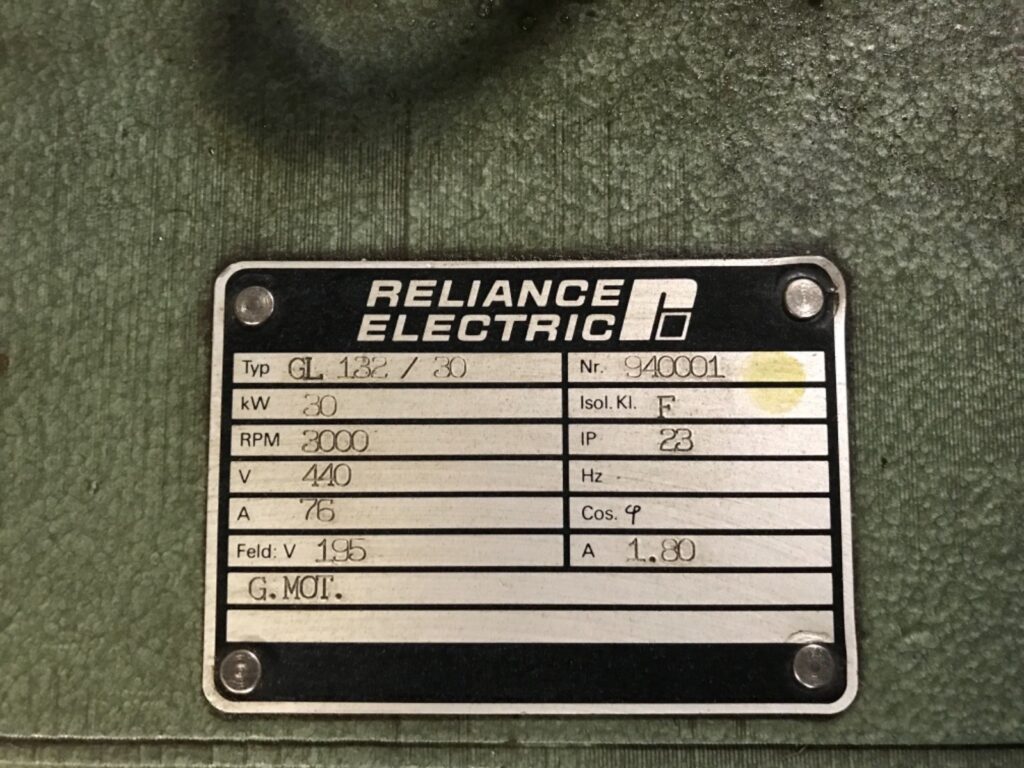 RELIANCE
ELECTRIC
Typ GL 132 / 30 Nr. 940001
kW 30 Isol. Kl. F
RPM 3000 IP 23
V 440 Hz
A 76 Cos. φ
Feld: V 195 A 1.80
G.MOT.